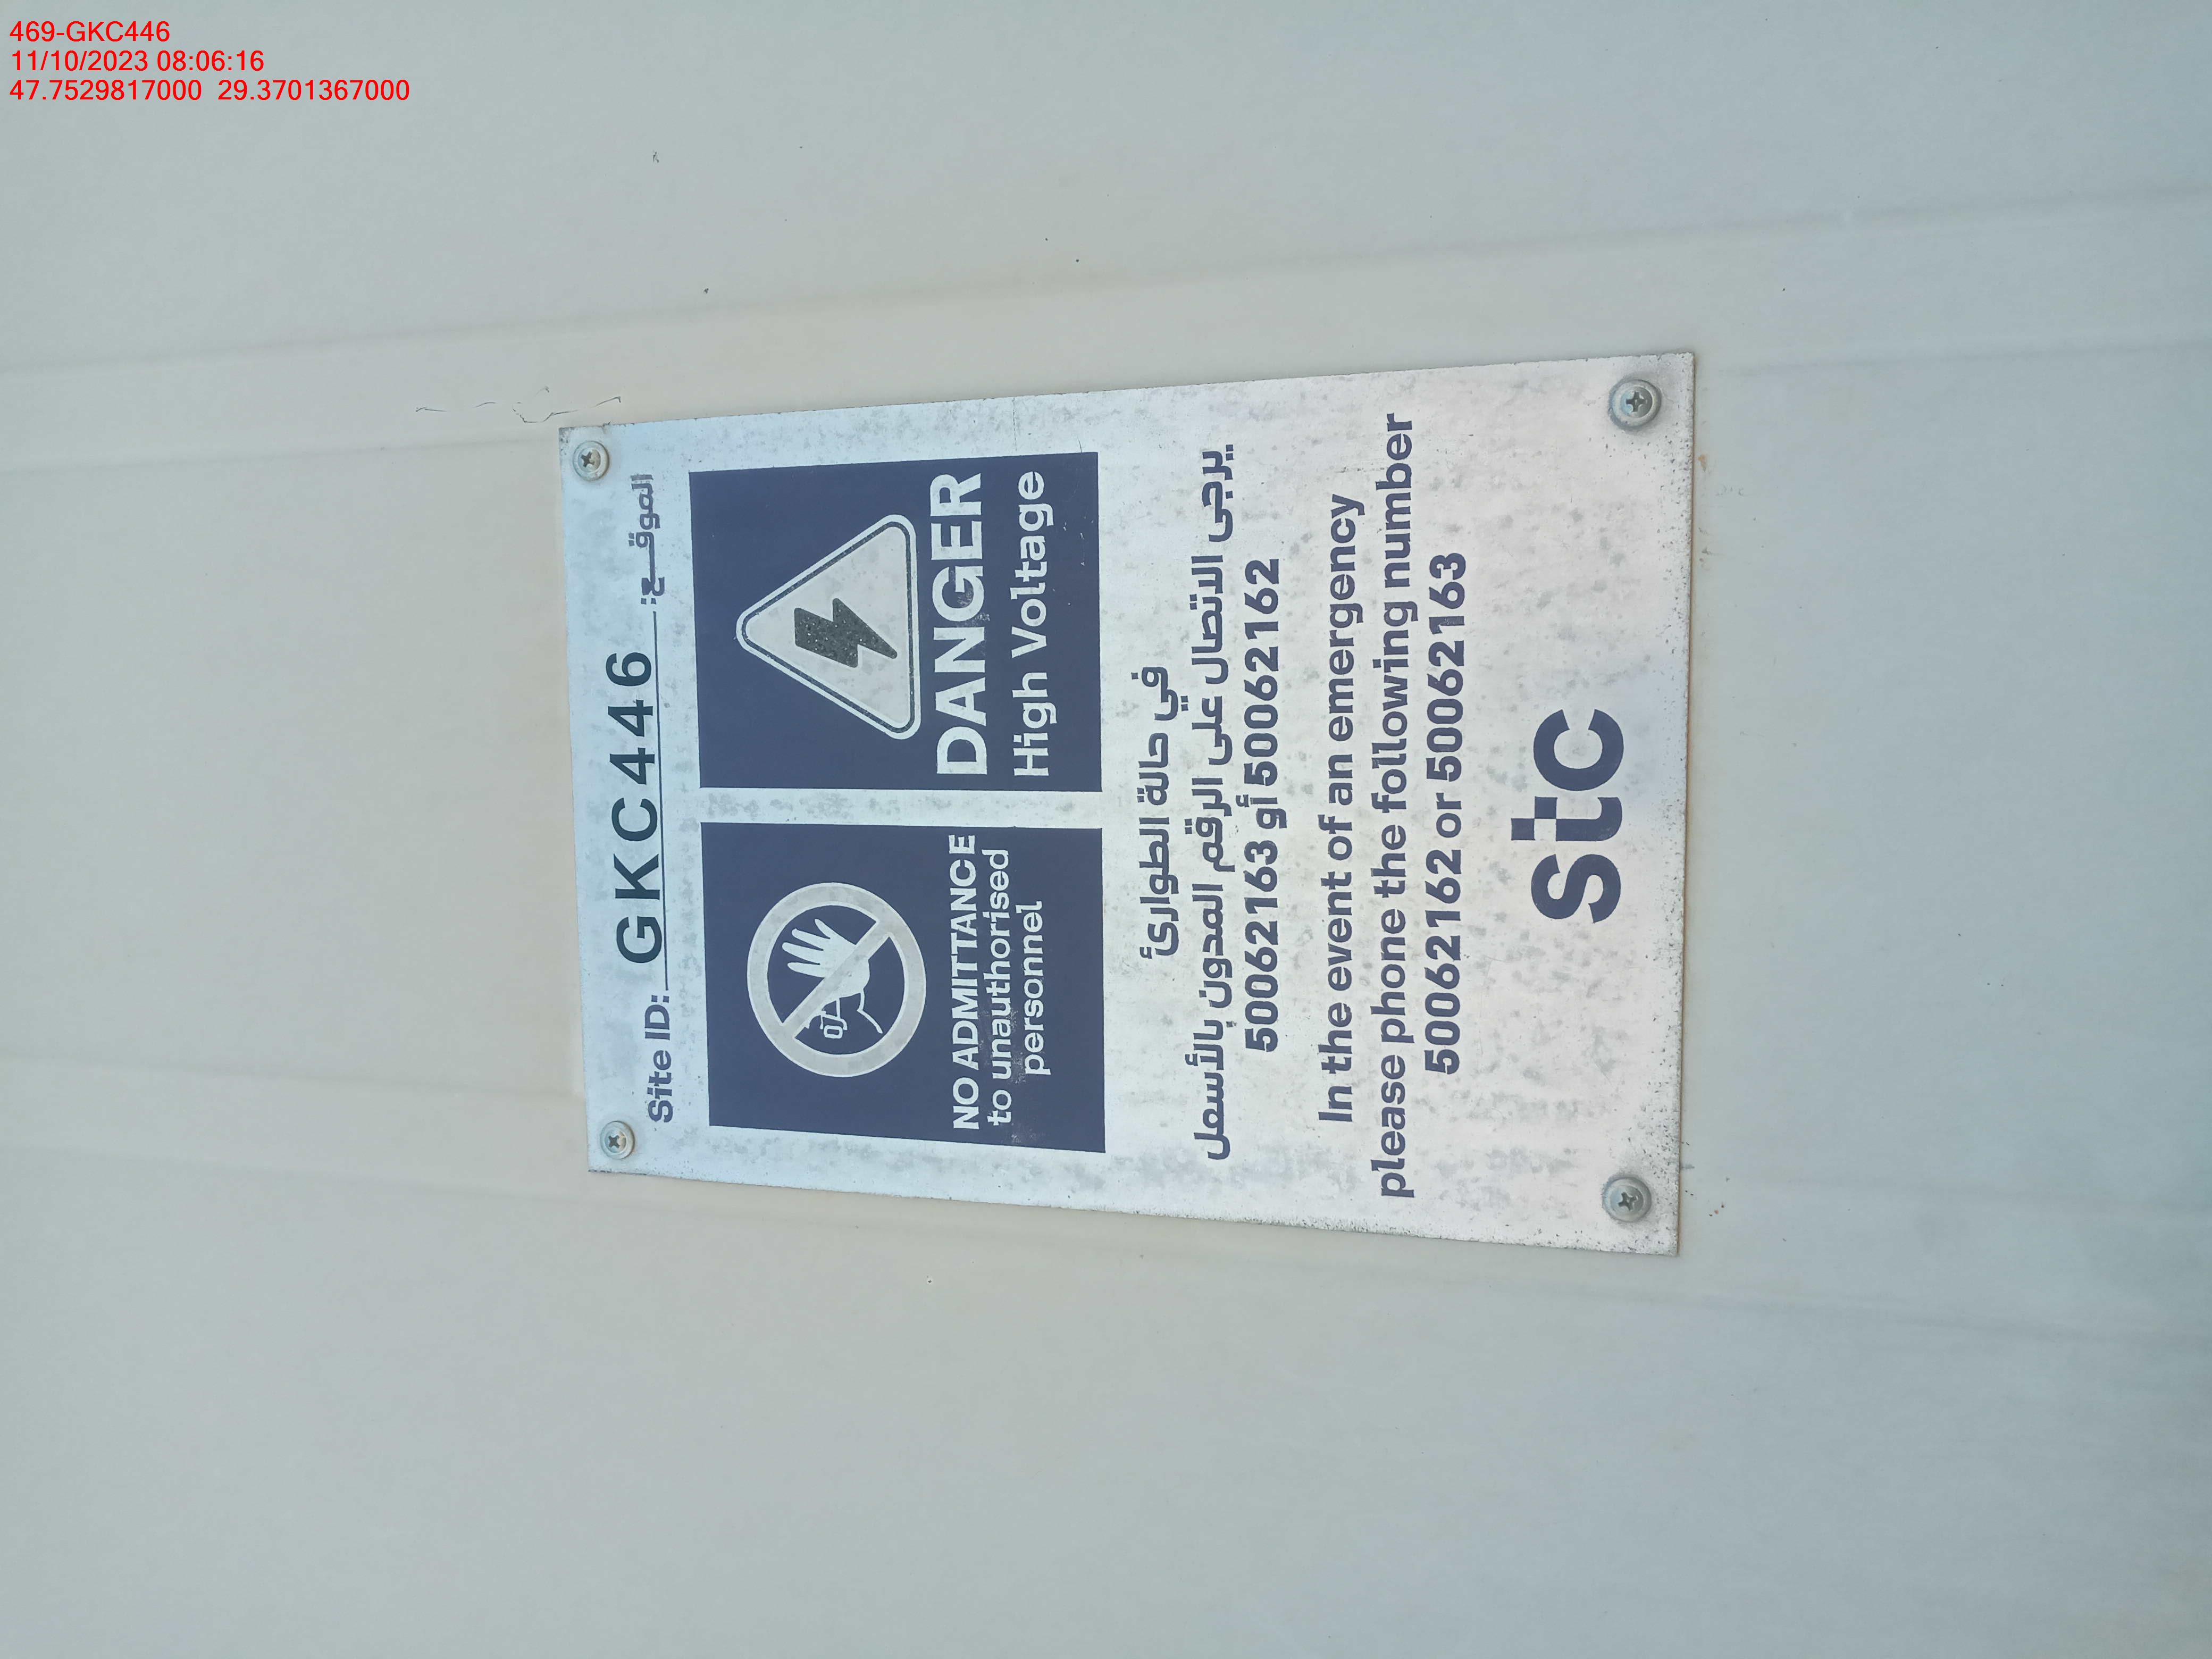 469-GKC446
11/10/2023 08:06:16
47.7529817000 29.3701367000
Site ID: GKC446 الموقع:
NO ADMITTANCE
to unauthorised
personnel
DANGER
High Voltage
في حالة الطوارئ
يرجى الاتصال على الرقم المدون بالأسفل
50062163 أو 50062162
In the event of an emergency
please phone the following number
50062162 or 50062163
stc